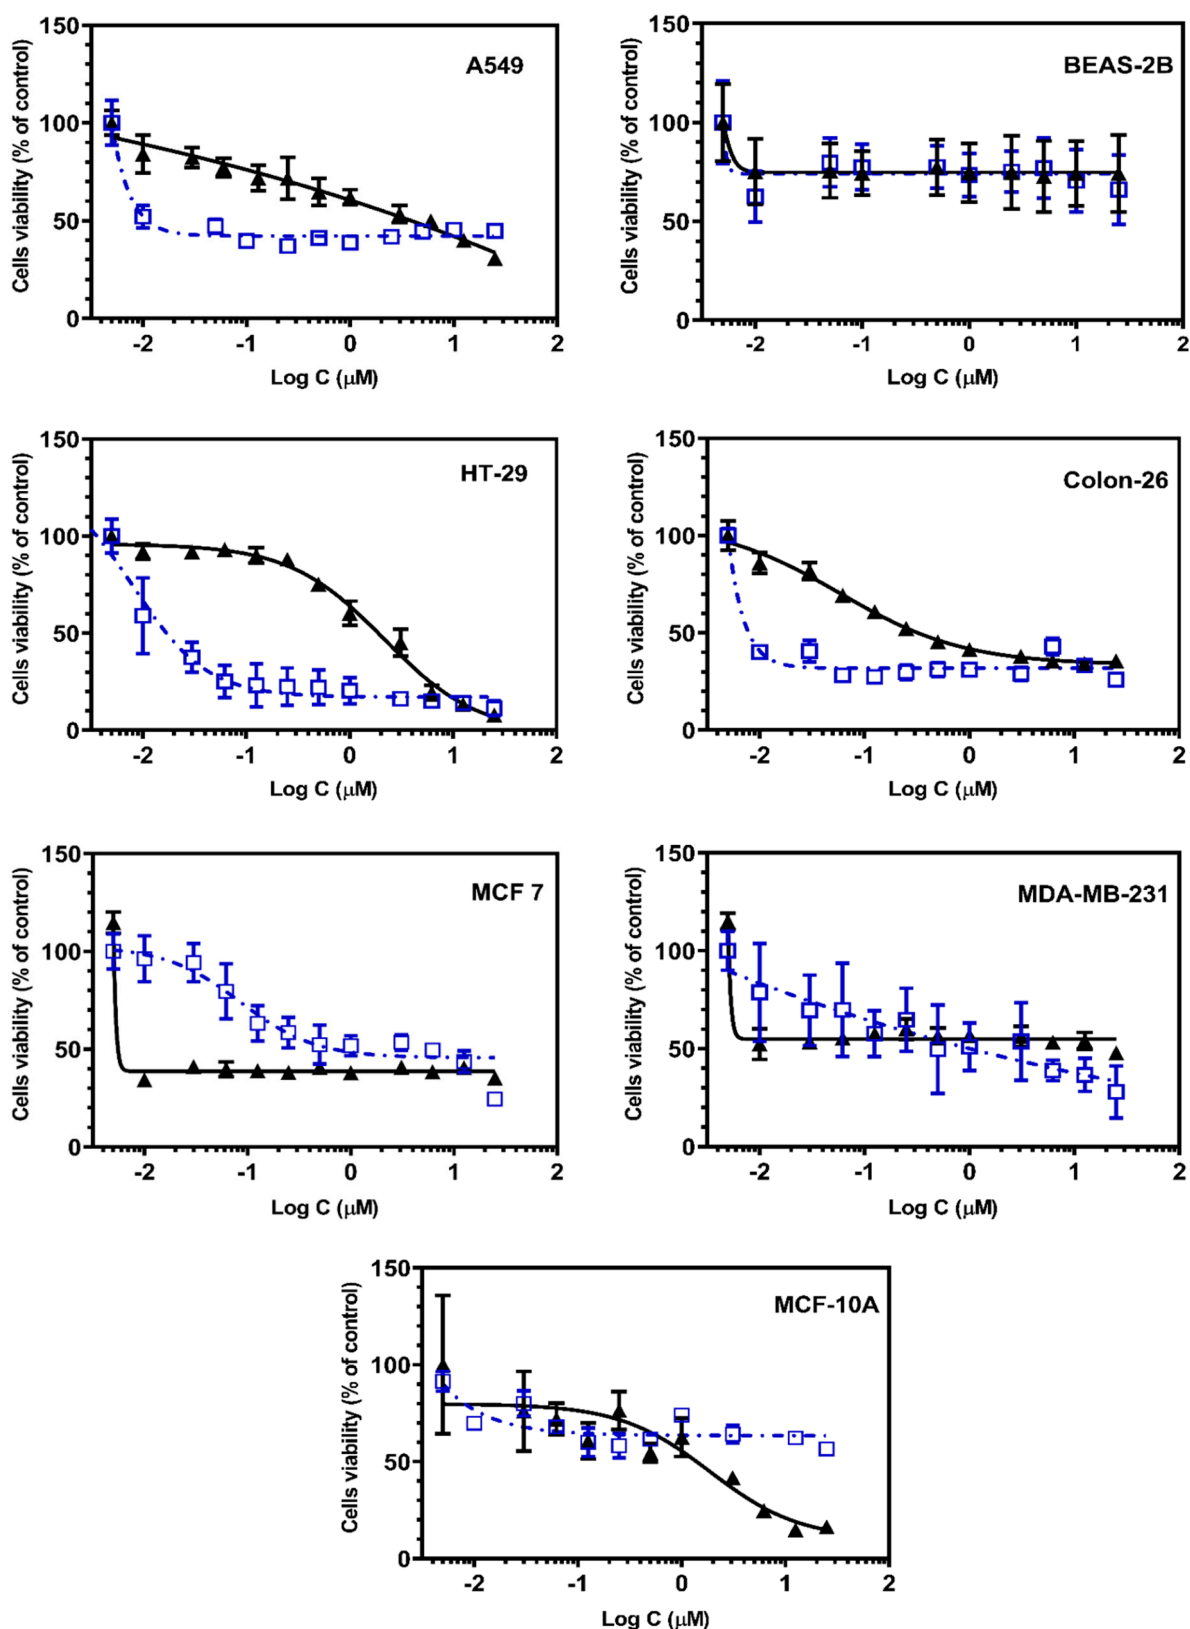 150
100
50
0
Cells viability (% of control)
A549
-2 -1 0 1 2
Log C (μM)
150
100
50
0
Cells viability (% of control)
BEAS-2B
-2 -1 0 1 2
Log C (μM)
150
100
50
0
Cells viability (% of control)
HT-29
-2 -1 0 1 2
Log C (μM)
150
100
50
0
Cells viability (% of control)
Colon-26
-2 -1 0 1 2
Log C (μM)
150
100
50
0
Cells viability (% of control)
MCF 7
-2 -1 0 1 2
Log C (μM)
150
100
50
0
Cells viability (% of control)
MDA-MB-231
-2 -1 0 1 2
Log C (μM)
150
100
50
0
Cells viability (% of control)
MCF-10A
-2 -1 0 1 2
Log C (μM)